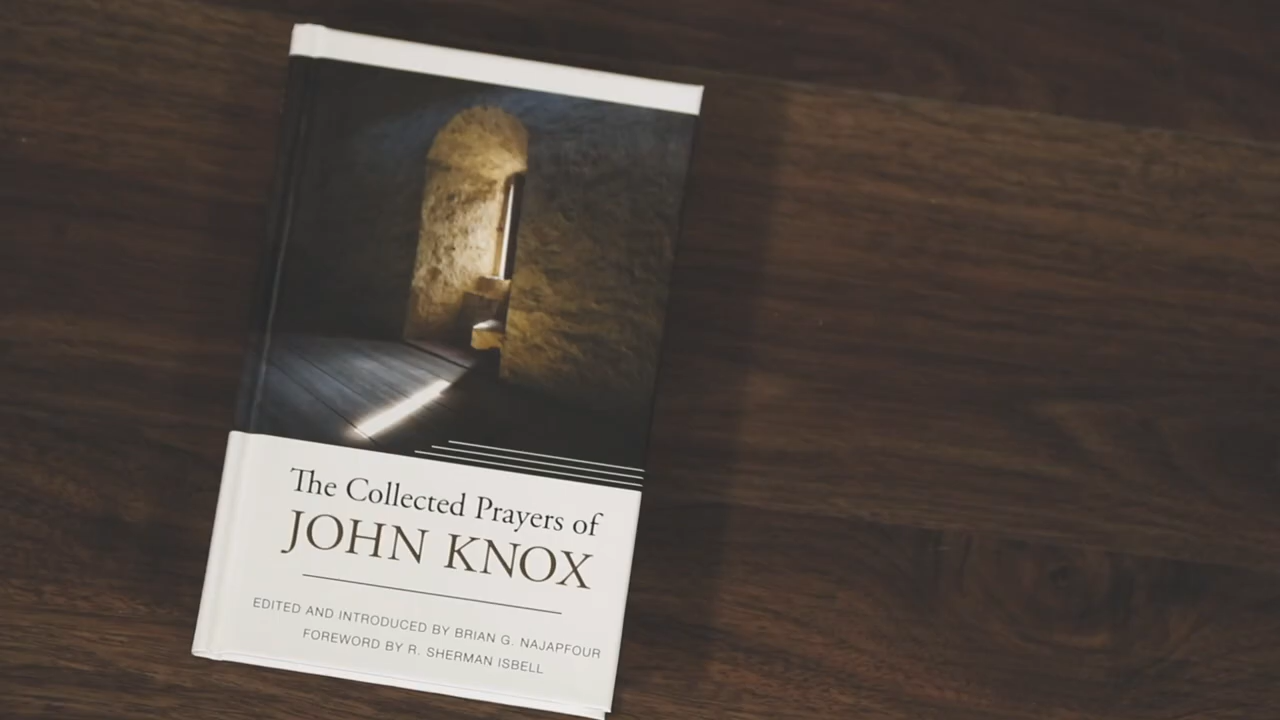 The Collected Prayers of
JOHN KNOX
EDITED AND INTRODUCED BY BRIAN G. NAJAPFOUR
FOREWORD BY R. SHERMAN ISBELL